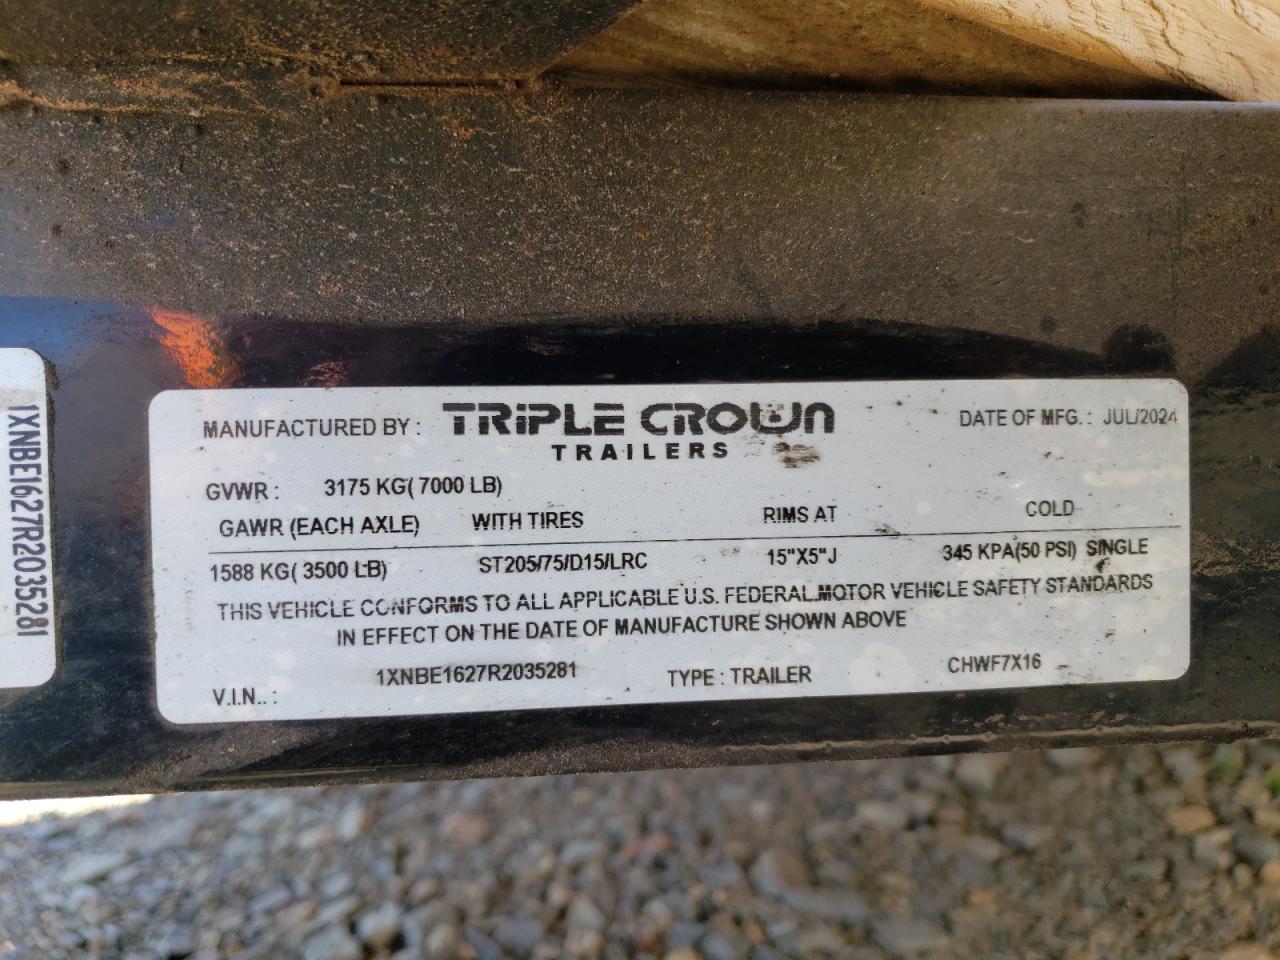 MANUFACTURED BY : TRIPLE CROWN DATE OF MFG. : JUL/2024
TRAILERS
GVWR : 3175 KG( 7000 LB)
GAWR (EACH AXLE) WITH TIRES RIMS AT COLD
1588 KG( 3500 LB) ST205/75/D15/LRC 15"X5"J 345 KPA(50 PSI) SINGLE
THIS VEHICLE CONFORMS TO ALL APPLICABLE U.S. FEDERAL MOTOR VEHICLE SAFETY STANDARDS
IN EFFECT ON THE DATE OF MANUFACTURE SHOWN ABOVE
V.I.N.. : 1XNBE1627R2035281 TYPE : TRAILER CHWF7X16
1XNBE1627R2035281